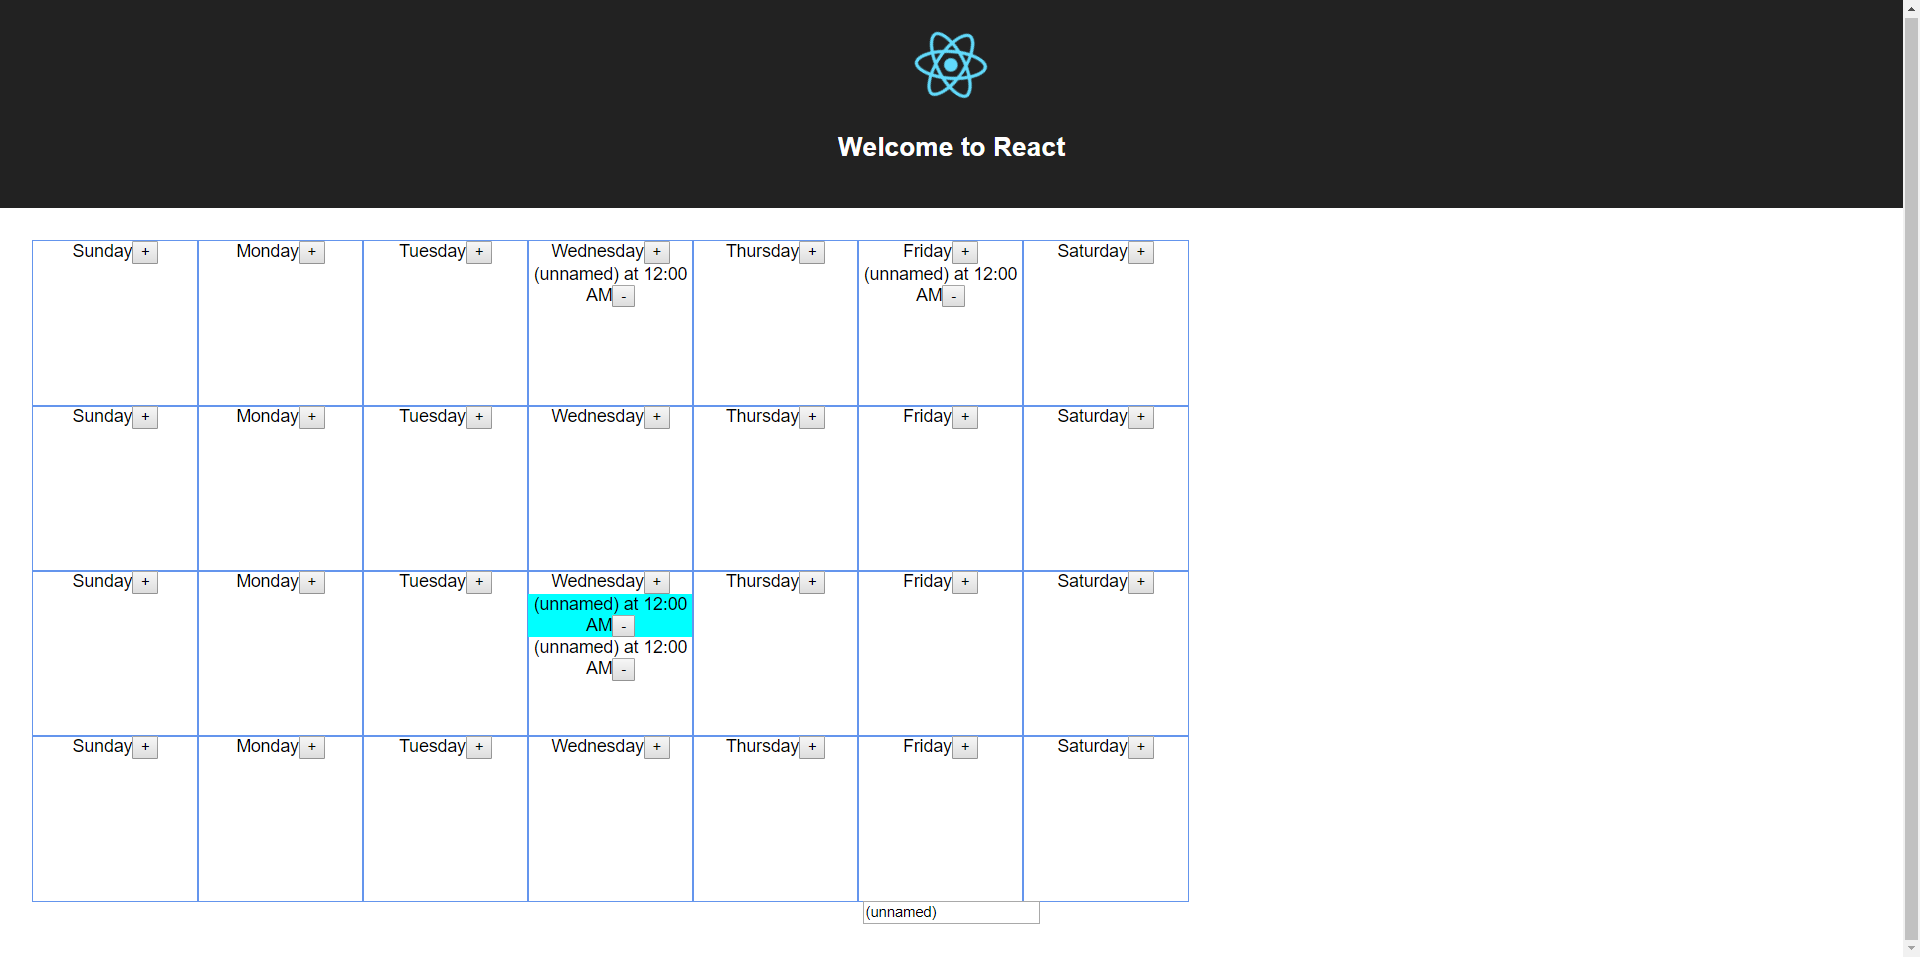 Welcome to React
Sunday+ Monday+ Tuesday+ Wednesday+ Thursday+ Friday+ Saturday+
(unnamed) at 12:00 (unnamed) at 12:00
AM- AM-
Sunday+ Monday+ Tuesday+ Wednesday+ Thursday+ Friday+ Saturday+
Sunday+ Monday+ Tuesday+ Wednesday+ Thursday+ Friday+ Saturday+
(unnamed) at 12:00
AM-
(unnamed) at 12:00
AM-
Sunday+ Monday+ Tuesday+ Wednesday+ Thursday+ Friday+ Saturday+
(unnamed)